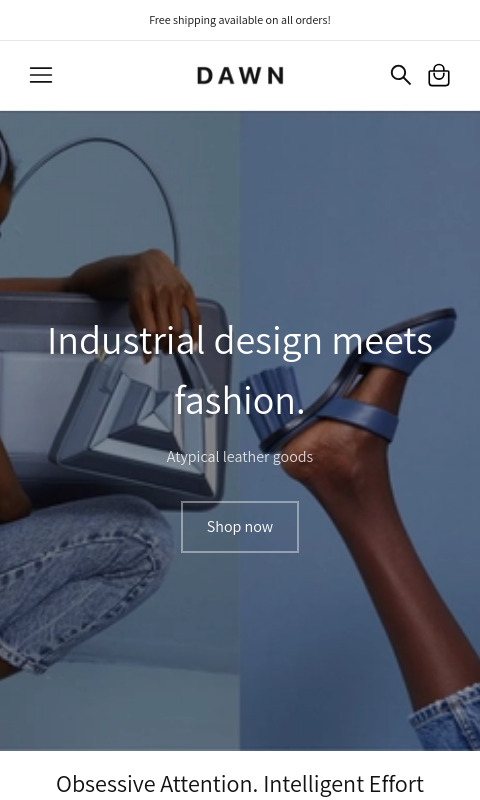 Free shipping available on all orders!
DAWN
Industrial design meets
fashion.
Atypical leather goods
Shop now
Obsessive Attention. Intelligent Effort